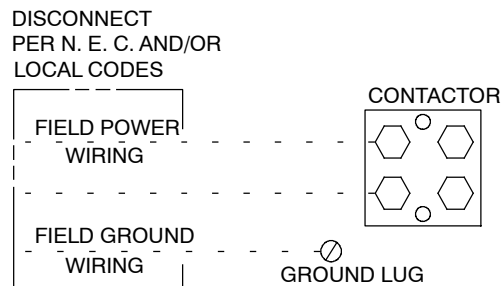 DISCONNECT
PER N. E. C. AND/OR
LOCAL CODES
CONTACTOR
FIELD POWER
WIRING
FIELD GROUND
WIRING
GROUND LUG